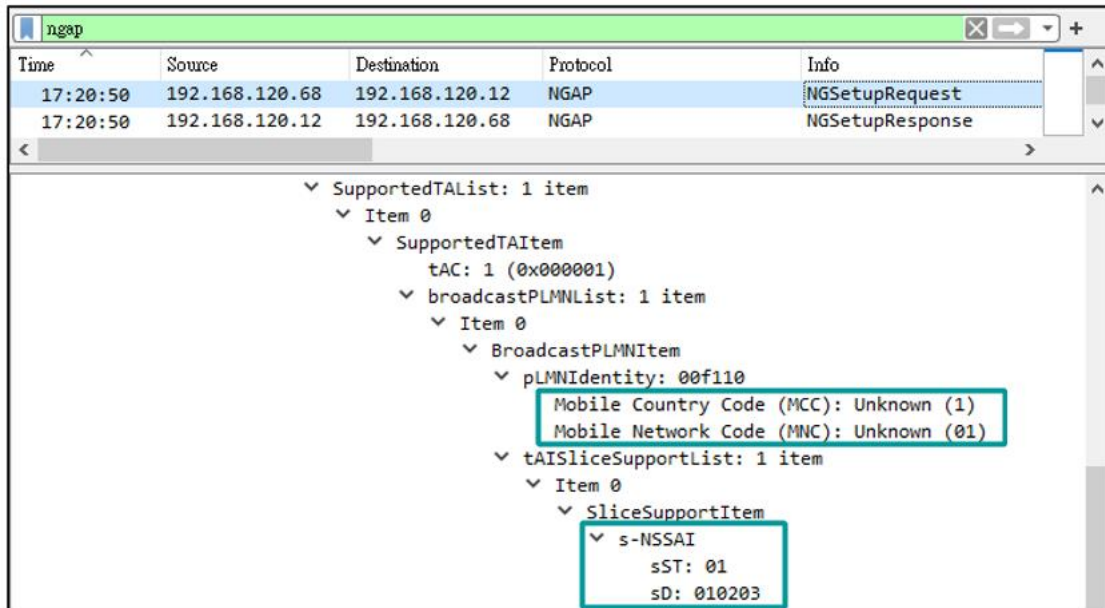 ngap
Time Source Destination Protocol Info
17:20:50 192.168.120.68 192.168.120.12 NGAP NGSetupRequest
17:20:50 192.168.120.12 192.168.120.68 NGAP NGSetupResponse
SupportedTAList: 1 item
Item 0
SupportedTAItem
tAC: 1 (0x000001)
broadcastPLMNList: 1 item
Item 0
BroadcastPLMNItem
pLMNIdentity: 00f110
Mobile Country Code (MCC): Unknown (1)
Mobile Network Code (MNC): Unknown (01)
tAISliceSupportList: 1 item
Item 0
SliceSupportItem
s-NSSAI
sST: 01
sD: 010203